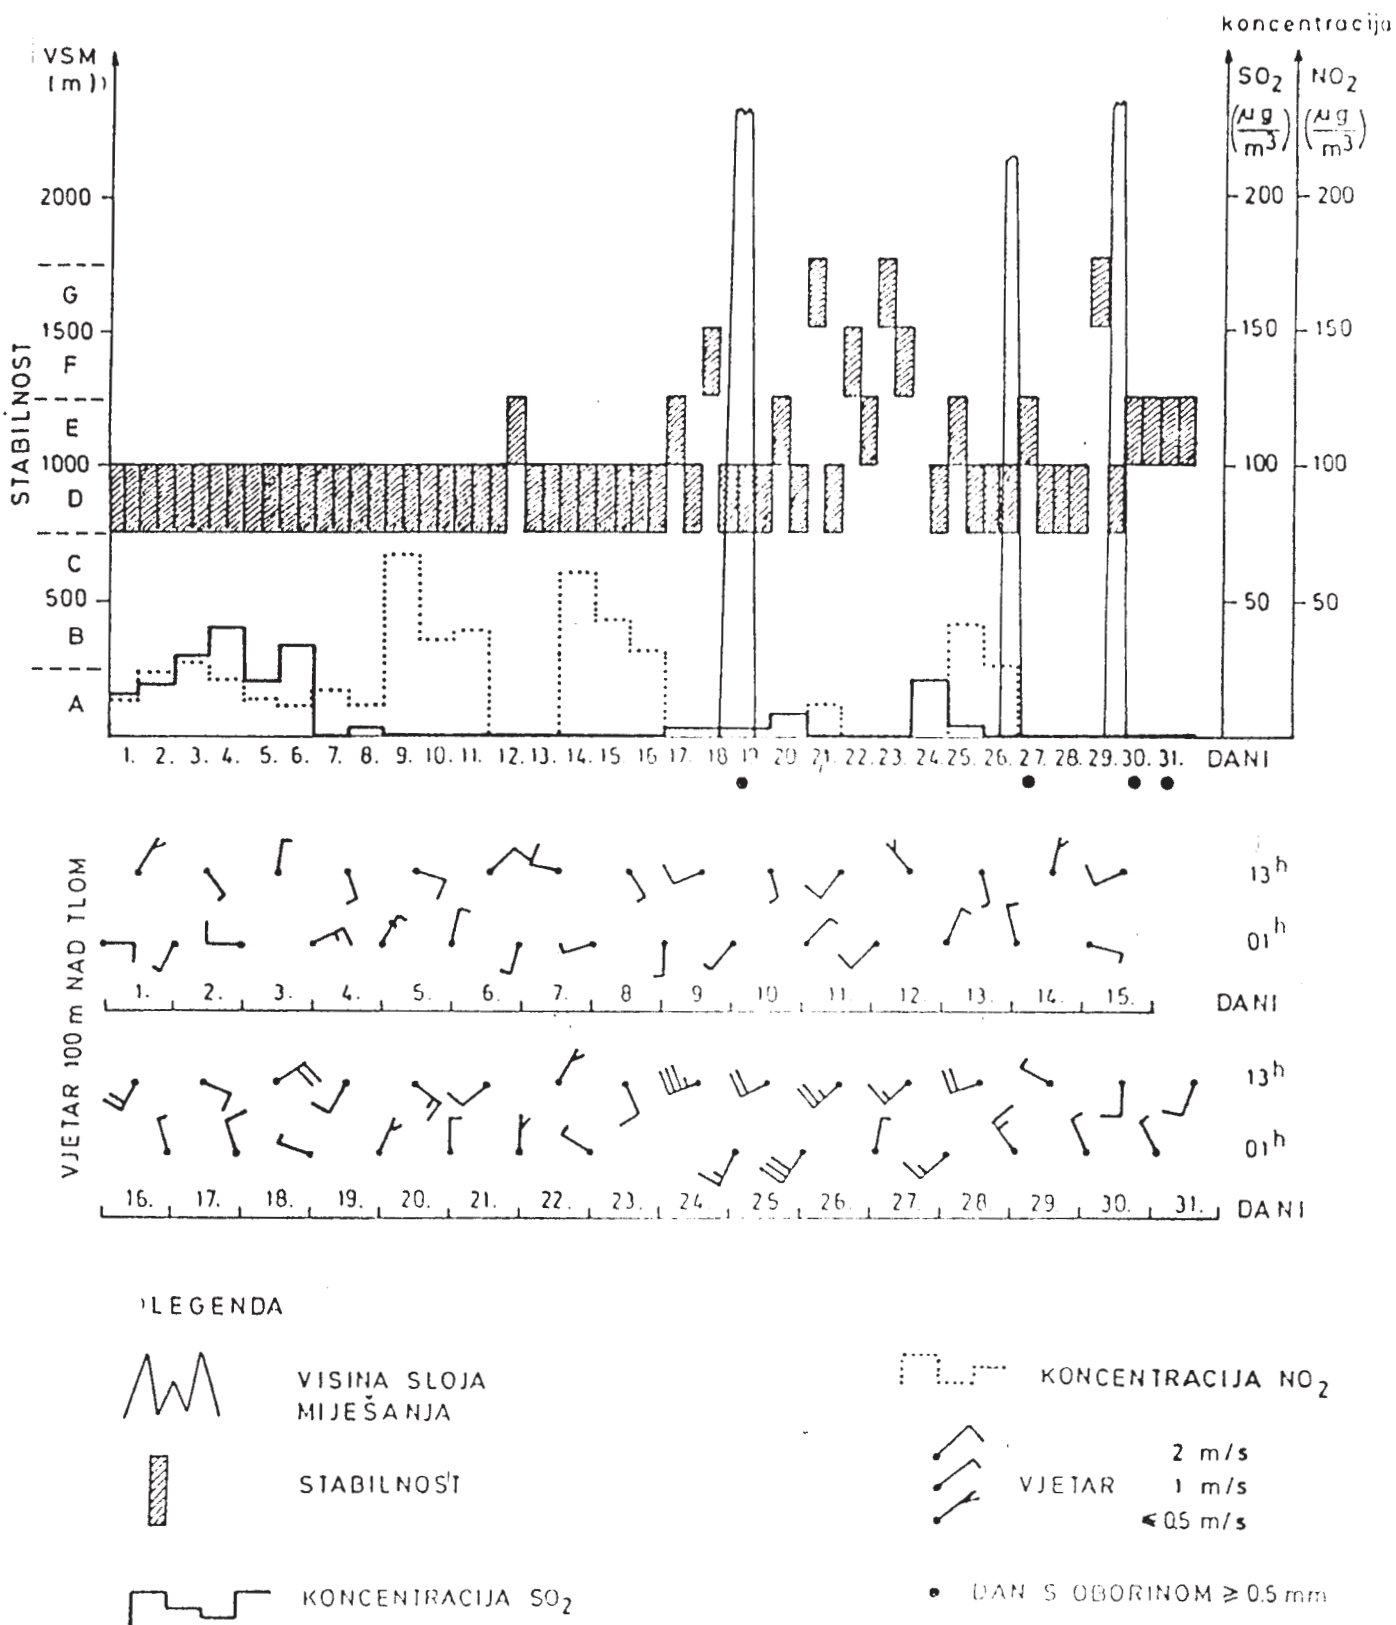 koncentracija
VSM
(m)
SO₂ NO₂
(μg/m³) (μg/m³)
2000 200 200
G
1500 150 150
F
E
1000 100 100
D
C
500 50 50
B
A
STABILNOST
1. 2. 3. 4. 5. 6. 7. 8. 9. 10. 11. 12. 13. 14. 15. 16 17. 18 19 20 21. 22. 23. 24. 25. 26. 27. 28. 29. 30. 31. DANI
VJETAR 100 m NAD TLOM
13 h
01 h
1. 2. 3. 4. 5. 6. 7. 8 9 10 11. 12. 13. 14. 15. DANI
13 h
01 h
16. 17. 18. 19. 20. 21. 22. 23. 24. 25 26. 27. 28. 29. 30. 31. DANI
LEGENDA
VISINA SLOJA
MIJEŠANJA
STABILNOST
KONCENTRACIJA SO₂
KONCENTRACIJA NO₂
2 m/s
VJETAR 1 m/s
≤ 0.5 m/s
DAN S OBORINOM ≥ 0.5 mm